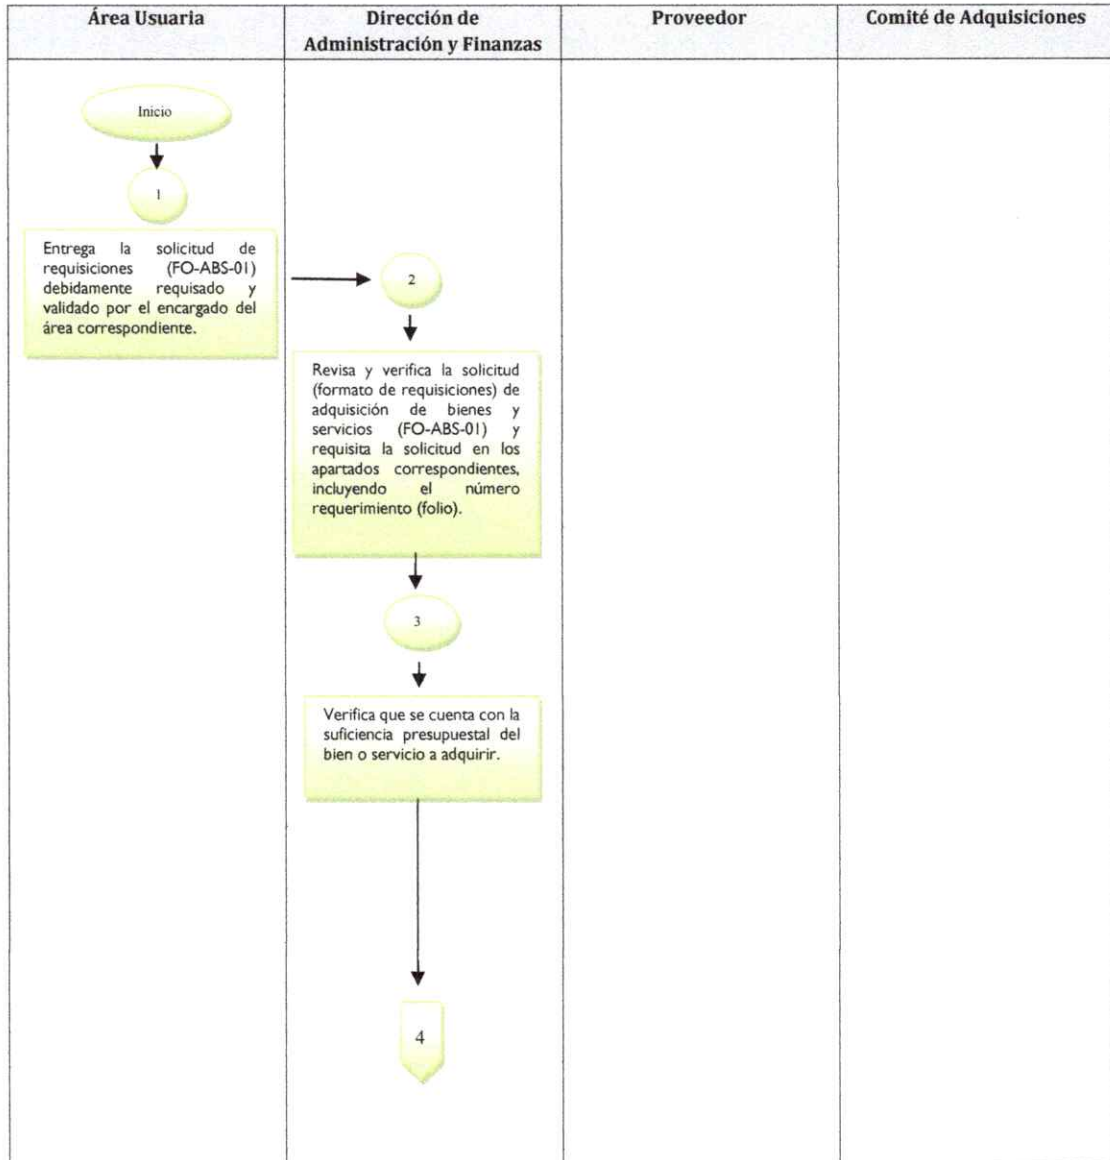 Área Usuaria
Dirección de
Administración y Finanzas
Proveedor
Comité de Adquisiciones
Inicio
1
Entrega la solicitud de
requisiciones (FO-ABS-01)
debidamente requisado y
validado por el encargado del
área correspondiente.
2
Revisa y verifica la solicitud
(formato de requisiciones) de
adquisición de bienes y
servicios (FO-ABS-01) y
requisita la solicitud en los
apartados correspondientes,
incluyendo el número
requerimiento (folio).
3
Verifica que se cuenta con la
suficiencia presupuestal del
bien o servicio a adquirir.
4